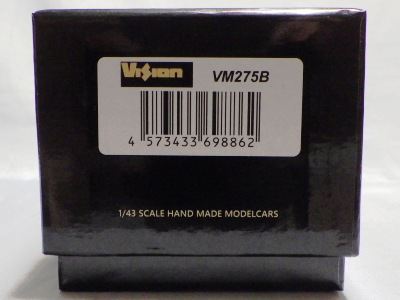 Vision VM275B
4 573433 698862
1/43 SCALE HAND MADE MODELCARS